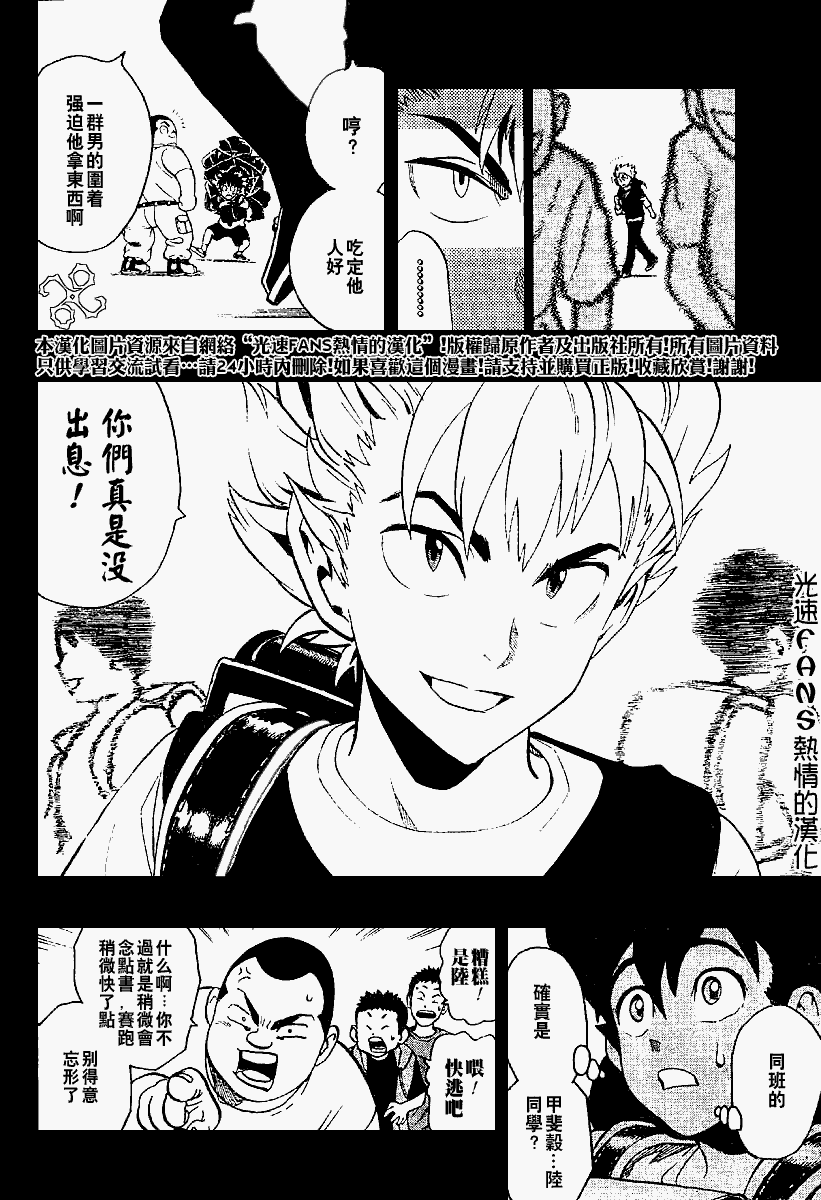 …………
哼？
吃定他
人好
一群男的圍着
强迫他拿東西啊
本漢化圖片資源來自網絡“光速FANS熱情的漢化”!版權歸原作者及出版社所有!所有圖片資料
只供學習交流試看…請24小時內刪除!如果喜歡這個漫畫!請支持並購買正版!收藏欣賞!謝謝!
你們真是没
出息！
光速FANS熱情的漢化
同班的
確實是
甲斐穀…陸
同學？
糟糕！
是陸
喂！
快逃吧
什么啊…你不
過就是稍微會
念點書，賽跑
稍微快了點
别得意
忘形了